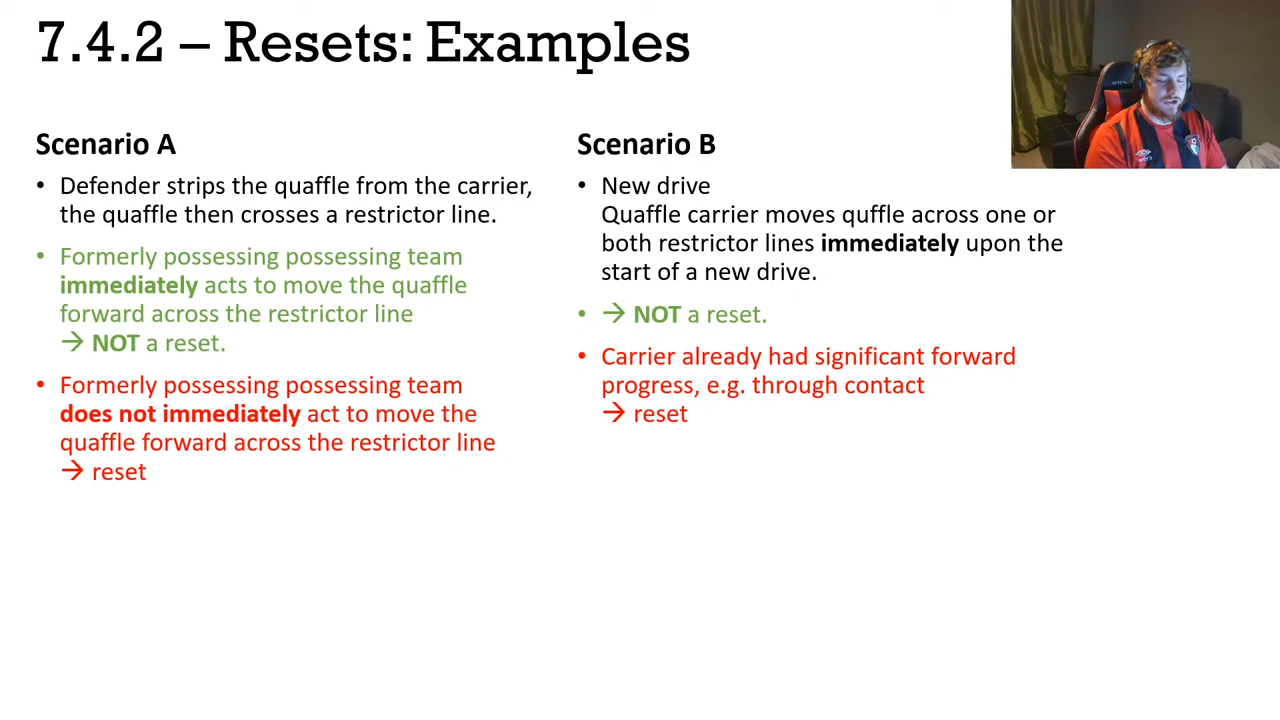 7.4.2 – Resets: Examples
Scenario A
• Defender strips the quaffle from the carrier,
the quaffle then crosses a restrictor line.
• Formerly possessing possessing team
immediately acts to move the quaffle
forward across the restrictor line
→ NOT a reset.
• Formerly possessing possessing team
does not immediately act to move the
quaffle forward across the restrictor line
→ reset
Scenario B
• New drive
Quaffle carrier moves quffle across one or
both restrictor lines immediately upon the
start of a new drive.
• → NOT a reset.
• Carrier already had significant forward
progress, e.g. through contact
→ reset